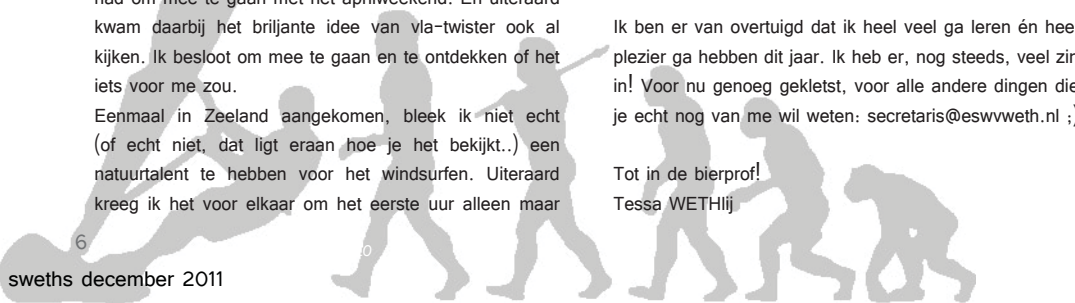 had om mee te gaan met het aprilweekend. En uiteraard
kwam daarbij het briljante idee van vla-twister ook al
kijken. Ik besloot om mee te gaan en te ontdekken of het
iets voor me zou.
Eenmaal in Zeeland aangekomen, bleek ik niet echt
(of echt niet, dat ligt eraan hoe je het bekijkt..) een
natuurtalent te hebben voor het windsurfen. Uiteraard
kreeg ik het voor elkaar om het eerste uur alleen maar
Ik ben er van overtuigd dat ik heel veel ga leren én hee
plezier ga hebben dit jaar. Ik heb er, nog steeds, veel zin
in! Voor nu genoeg gekletst, voor alle andere dingen die
je echt nog van me wil weten: secretaris@eswvweth.nl ;)
Tot in de bierprof!
Tessa WETHlij
6
sweths december 2011